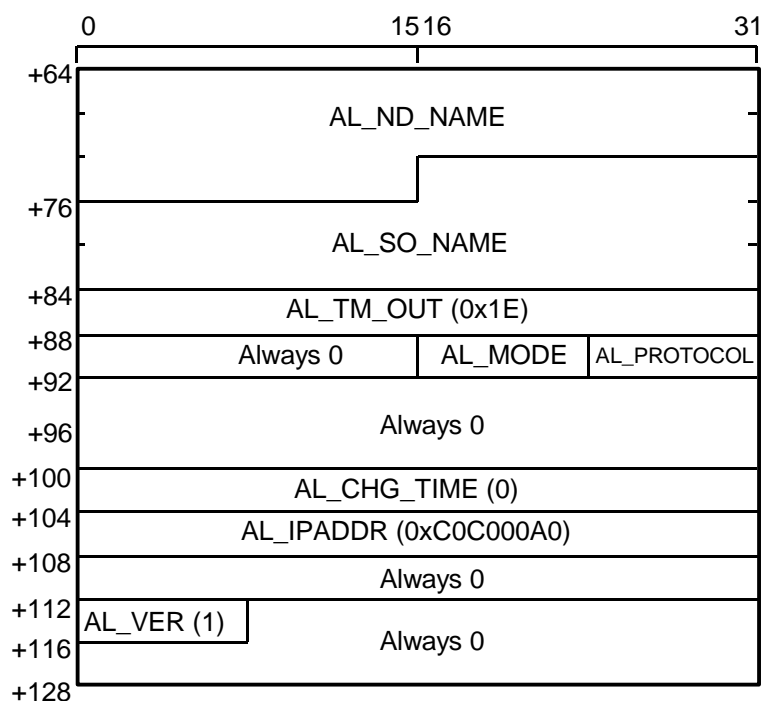 0 15 16 31
+64
AL_ND_NAME
+76
AL_SO_NAME
+84
AL_TM_OUT (0x1E)
+88
Always 0 AL_MODE AL_PROTOCOL
+92
+96 Always 0
+100
AL_CHG_TIME (0)
+104
AL_IPADDR (0xC0C000A0)
+108
Always 0
+112
AL_VER (1)
Always 0
+116
+128